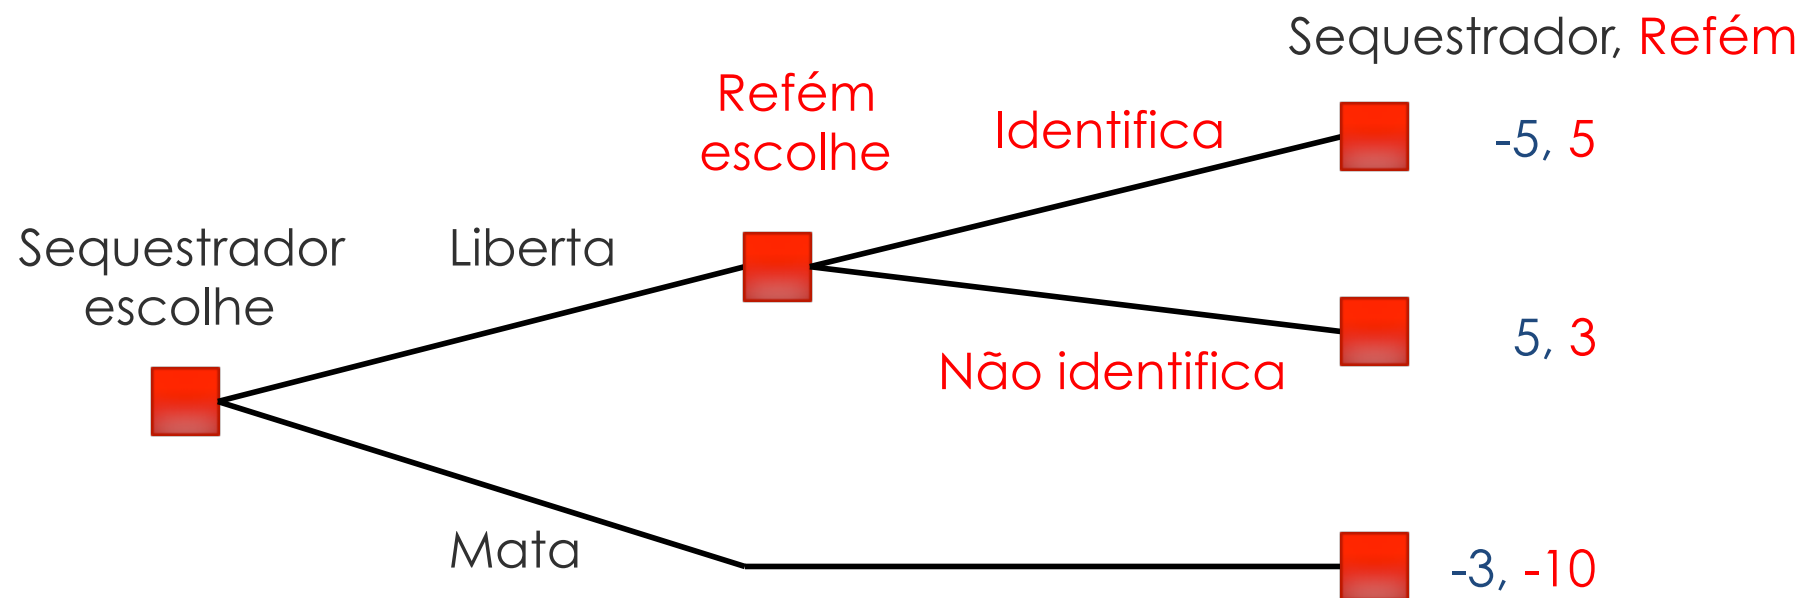 Sequestrador, Refém
Refém
escolhe
Identifica
-5, 5
Sequestrador
escolhe
Liberta
Não identifica
5, 3
Mata
-3, -10